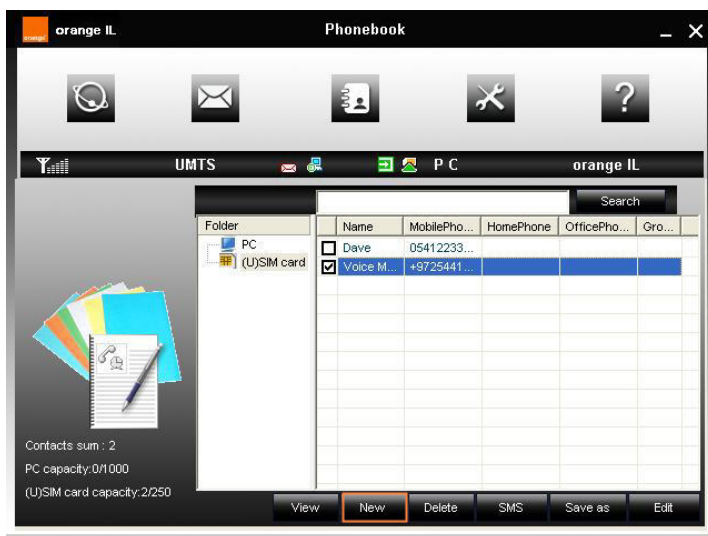 orange IL
Phonebook
UMTS
P C
orange IL
Search
Folder
PC
(U)SIM card
Name MobilePho... HomePhone OfficePho... Gro...
Dave 05412233...
Voice M... +9725441...
Contacts sum : 2
PC capacity:0/1000
(U)SIM card capacity:2/250
View New Delete SMS Save as Edit